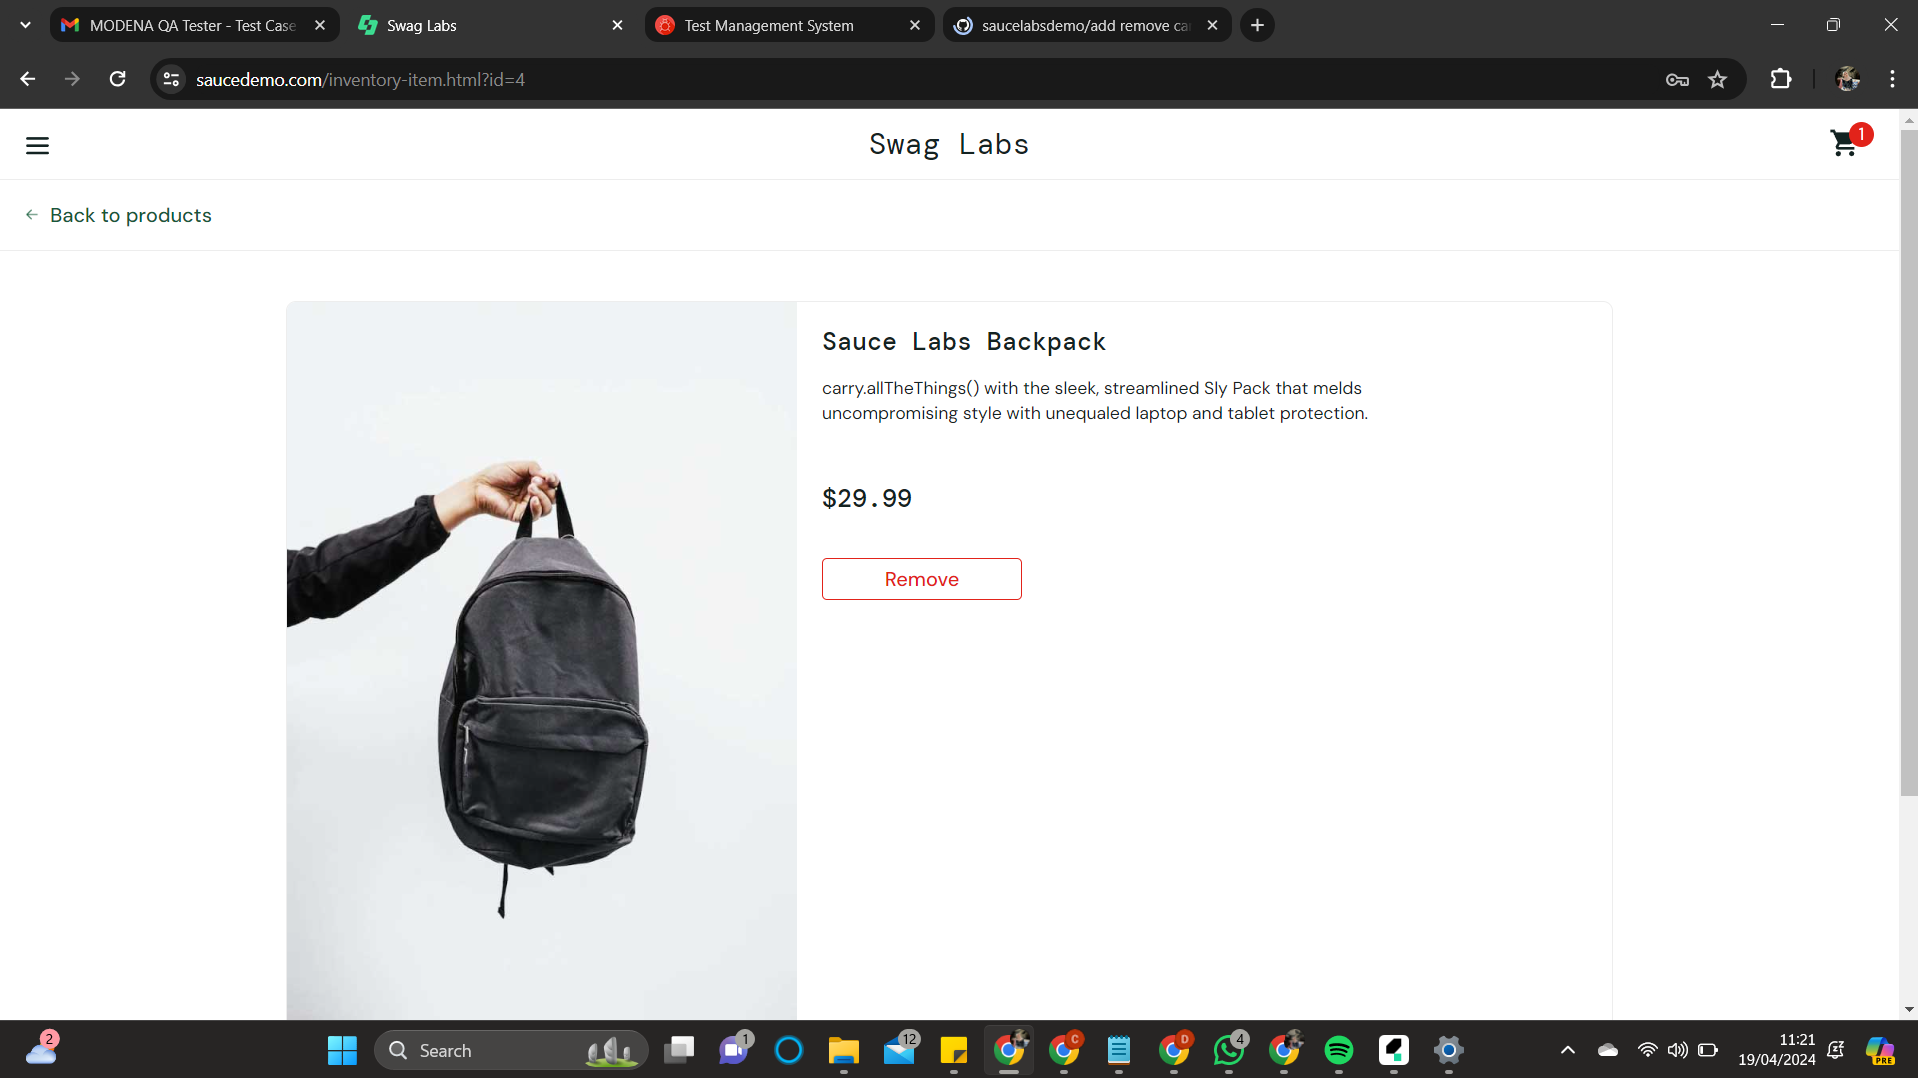 MODENA QA Tester - Test Case
Swag Labs
Test Management System
saucelabsdemo/add remove ca
saucedemo.com/inventory-item.html?id=4
Swag Labs
1
Back to products
Sauce Labs Backpack
carry.allTheThings() with the sleek, streamlined Sly Pack that melds
uncompromising style with unequaled laptop and tablet protection.
$29.99
Remove
2
Search
1
12
C
D
4
11:21
19/04/2024
PRE